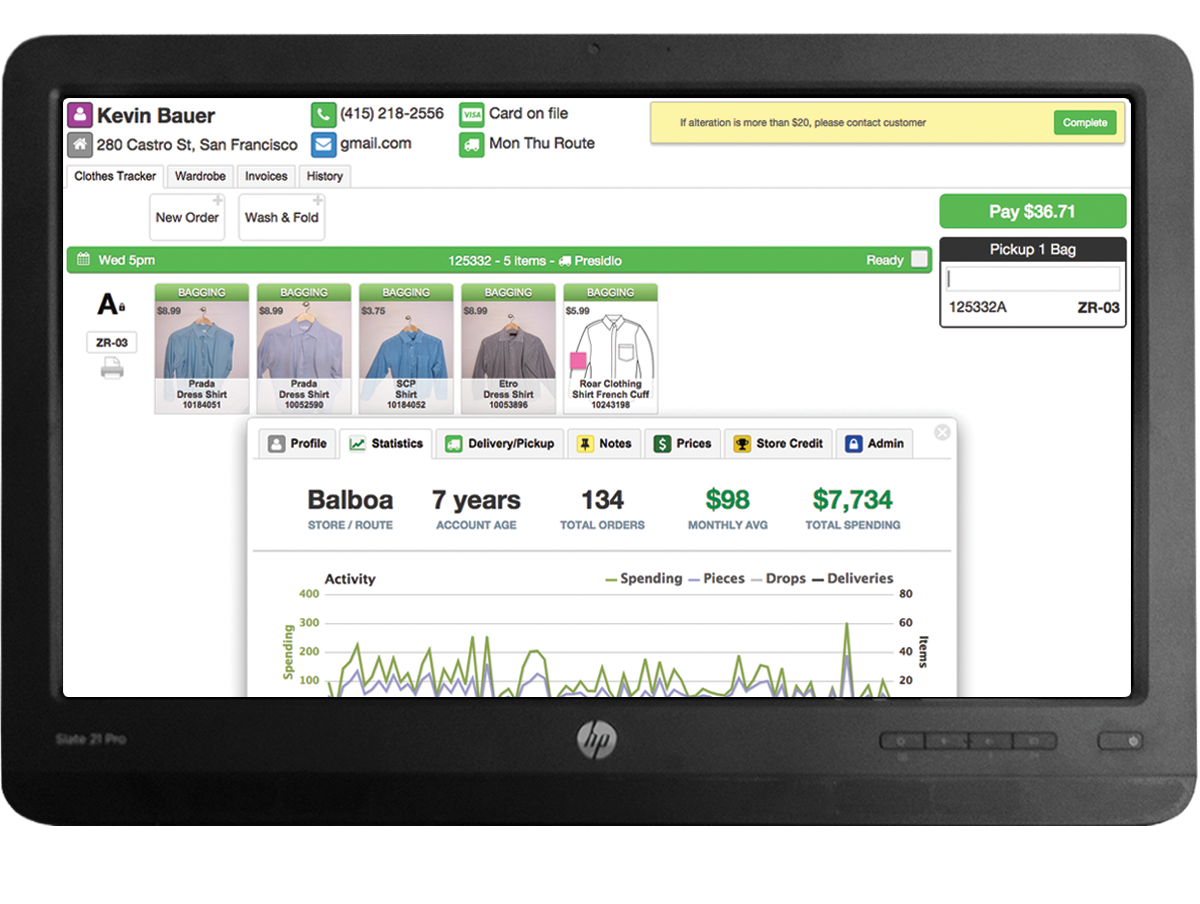 Kevin Bauer
280 Castro St, San Francisco
(415) 218-2556
gmail.com
VISA Card on file
Mon Thu Route
If alteration is more than $20, please contact customer
Complete
Clothes Tracker Wardrobe Invoices History
New Order Wash & Fold
Pay $36.71
Pickup 1 Bag
125332A ZR-03
Wed 5pm 125332 - 5 items - Presidio Ready
A
ZR-03
BAGGING
$8.99
Prada
Dress Shirt
10184051
BAGGING
$8.99
Prada
Dress Shirt
10052590
BAGGING
$3.75
SCP
Shirt
10184052
BAGGING
$8.99
Etro
Dress Shirt
10053896
BAGGING
$5.99
Roar Clothing
Shirt French Cuff
10243198
Profile Statistics Delivery/Pickup Notes $ Prices Store Credit Admin
Balboa 7 years 134 $98 $7,734
STORE / ROUTE ACCOUNT AGE TOTAL ORDERS MONTHLY AVG TOTAL SPENDING
Activity
Spending Pieces Drops Deliveries
400 80
300 60
200 40
100 20
Spending
Items
Slate 21 Pro
hp